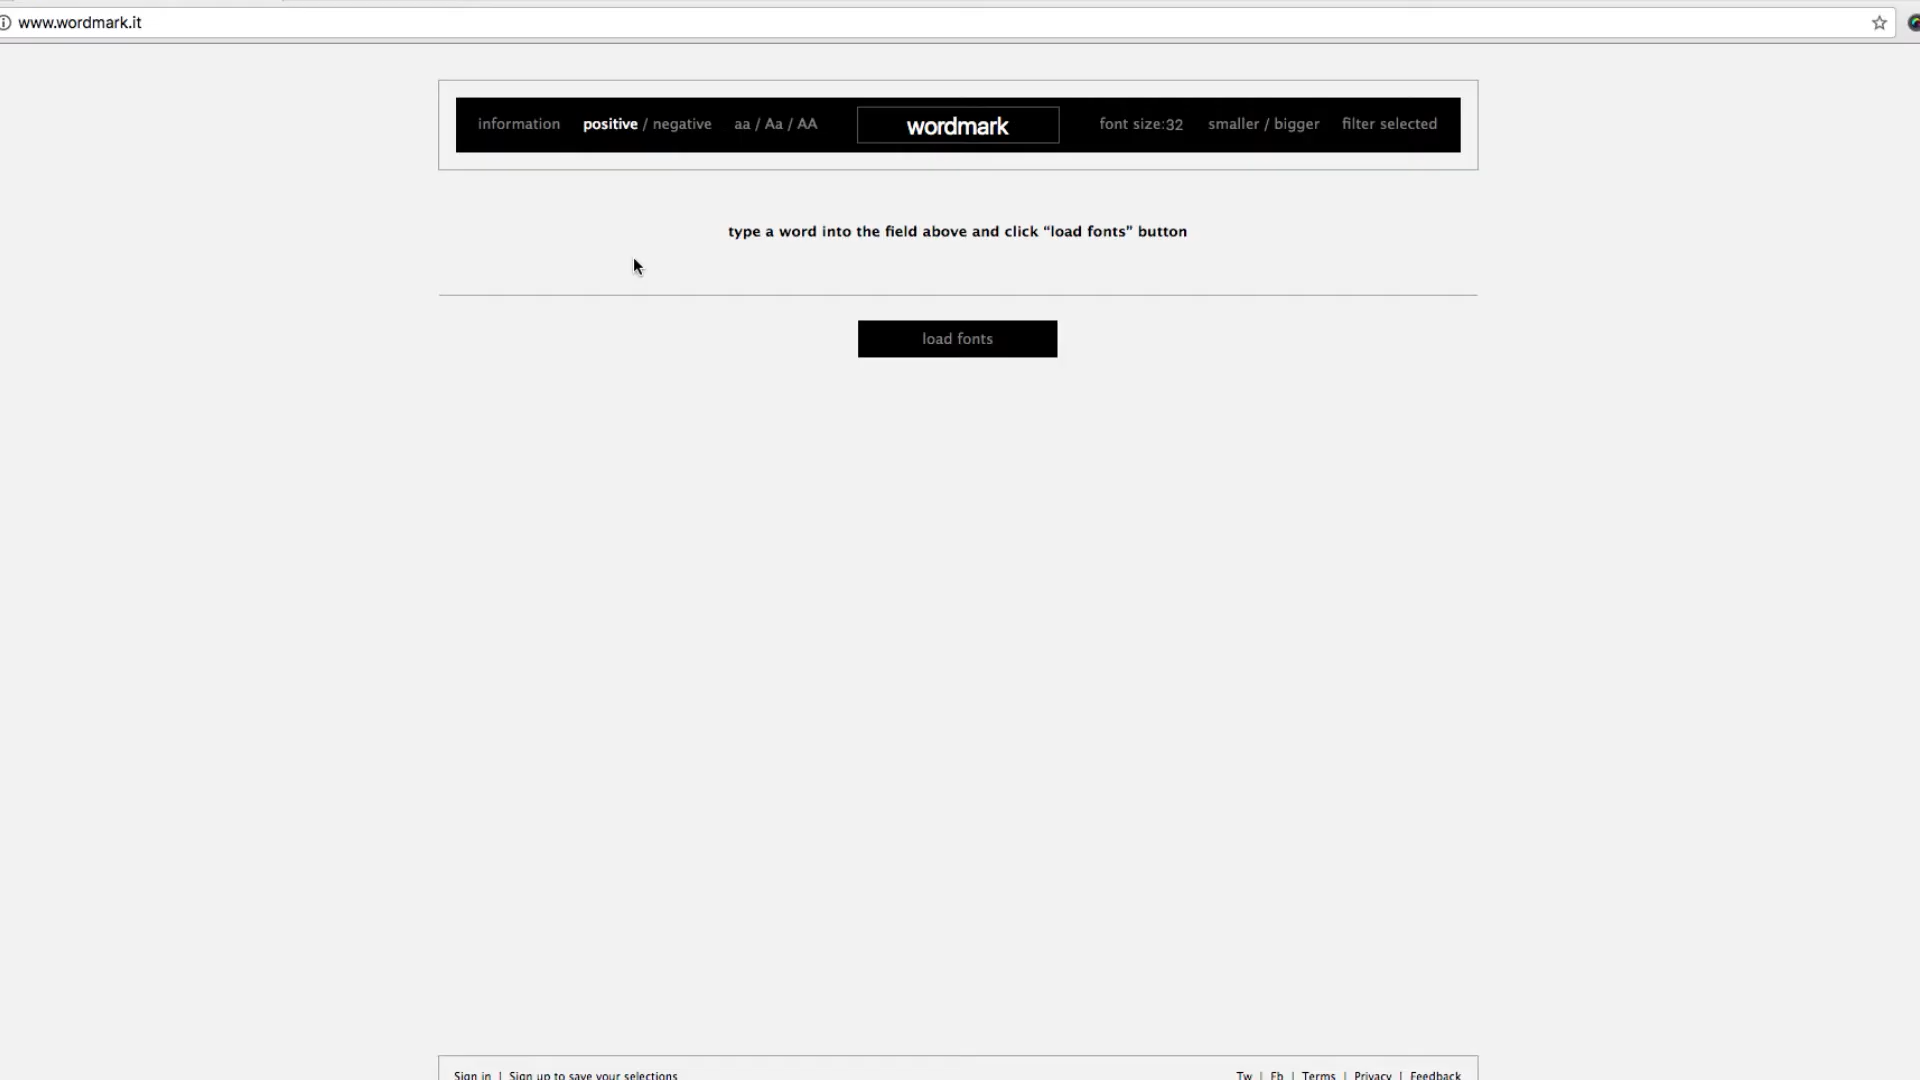 www.wordmark.it
information positive / negative aa / Aa / AA wordmark font size:32 smaller / bigger filter selected
type a word into the field above and click “load fonts” button
load fonts
Sign in | Sign up to save your selections Tw | Fb | Terms | Privacy | Feedback